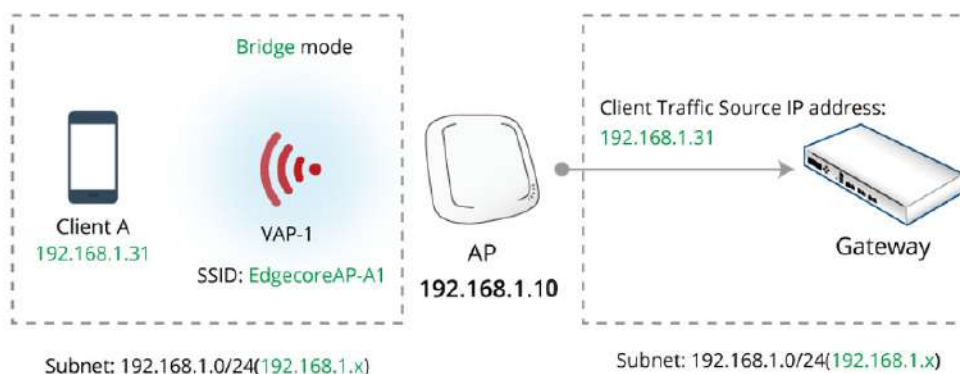 Bridge mode
Client A
192.168.1.31
VAP-1
SSID: EdgecoreAP-A1
AP
192.168.1.10
Client Traffic Source IP address:
192.168.1.31
Gateway
Subnet: 192.168.1.0/24(192.168.1.x)
Subnet: 192.168.1.0/24(192.168.1.x)